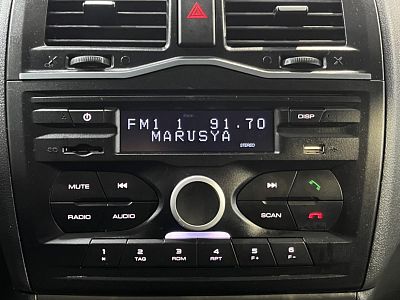 DISP
FM1 1 91.70
MARUSYA
STEREO
MUTE
RADIO AUDIO
SCAN
1 2 3 4 5 6
TAG RDM RPT F- F+